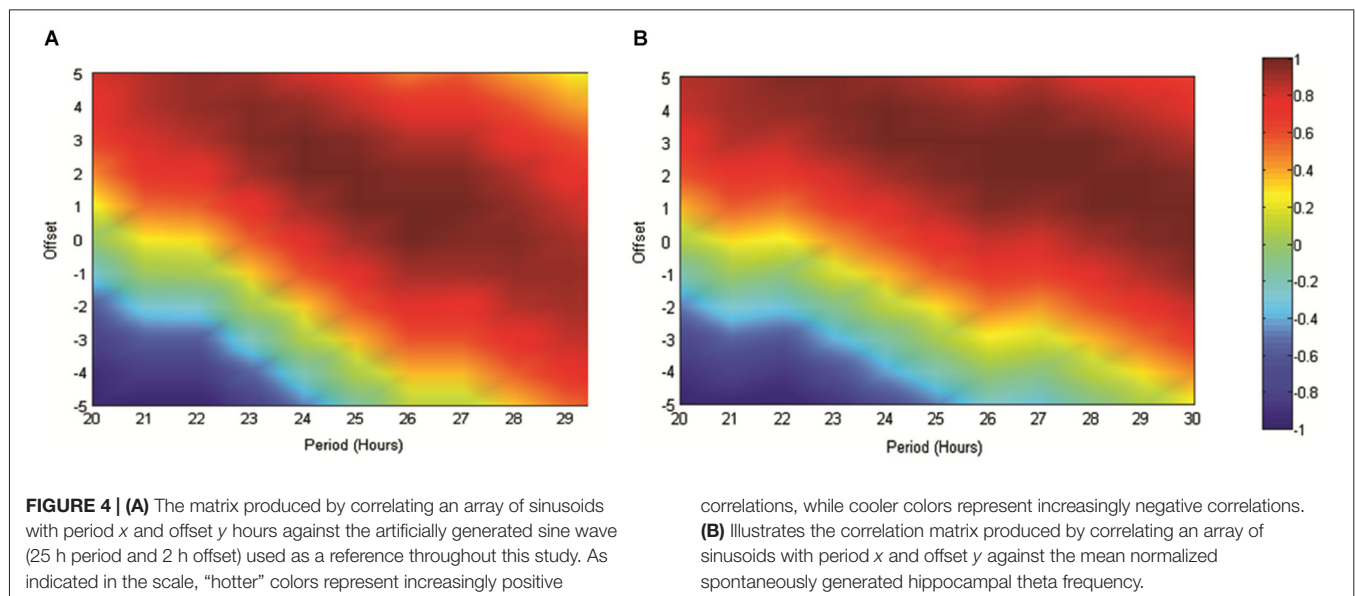 A
B
5
4
3
2
1
0
-1
-2
-3
-4
-5
Offset
20 21 22 23 24 25 26 27 28 29
Period (Hours)
5
4
3
2
1
0
-1
-2
-3
-4
-5
Offset
20 21 22 23 24 25 26 27 28 29 30
Period (Hours)
1
0.8
0.6
0.4
0.2
0
-0.2
-0.4
-0.6
-0.8
-1
FIGURE 4 | (A) The matrix produced by correlating an array of sinusoids
with period x and offset y hours against the artificially generated sine wave
(25 h period and 2 h offset) used as a reference throughout this study. As
indicated in the scale, “hotter” colors represent increasingly positive
correlations, while cooler colors represent increasingly negative correlations.
(B) Illustrates the correlation matrix produced by correlating an array of
sinusoids with period x and offset y against the mean normalized
spontaneously generated hippocampal theta frequency.